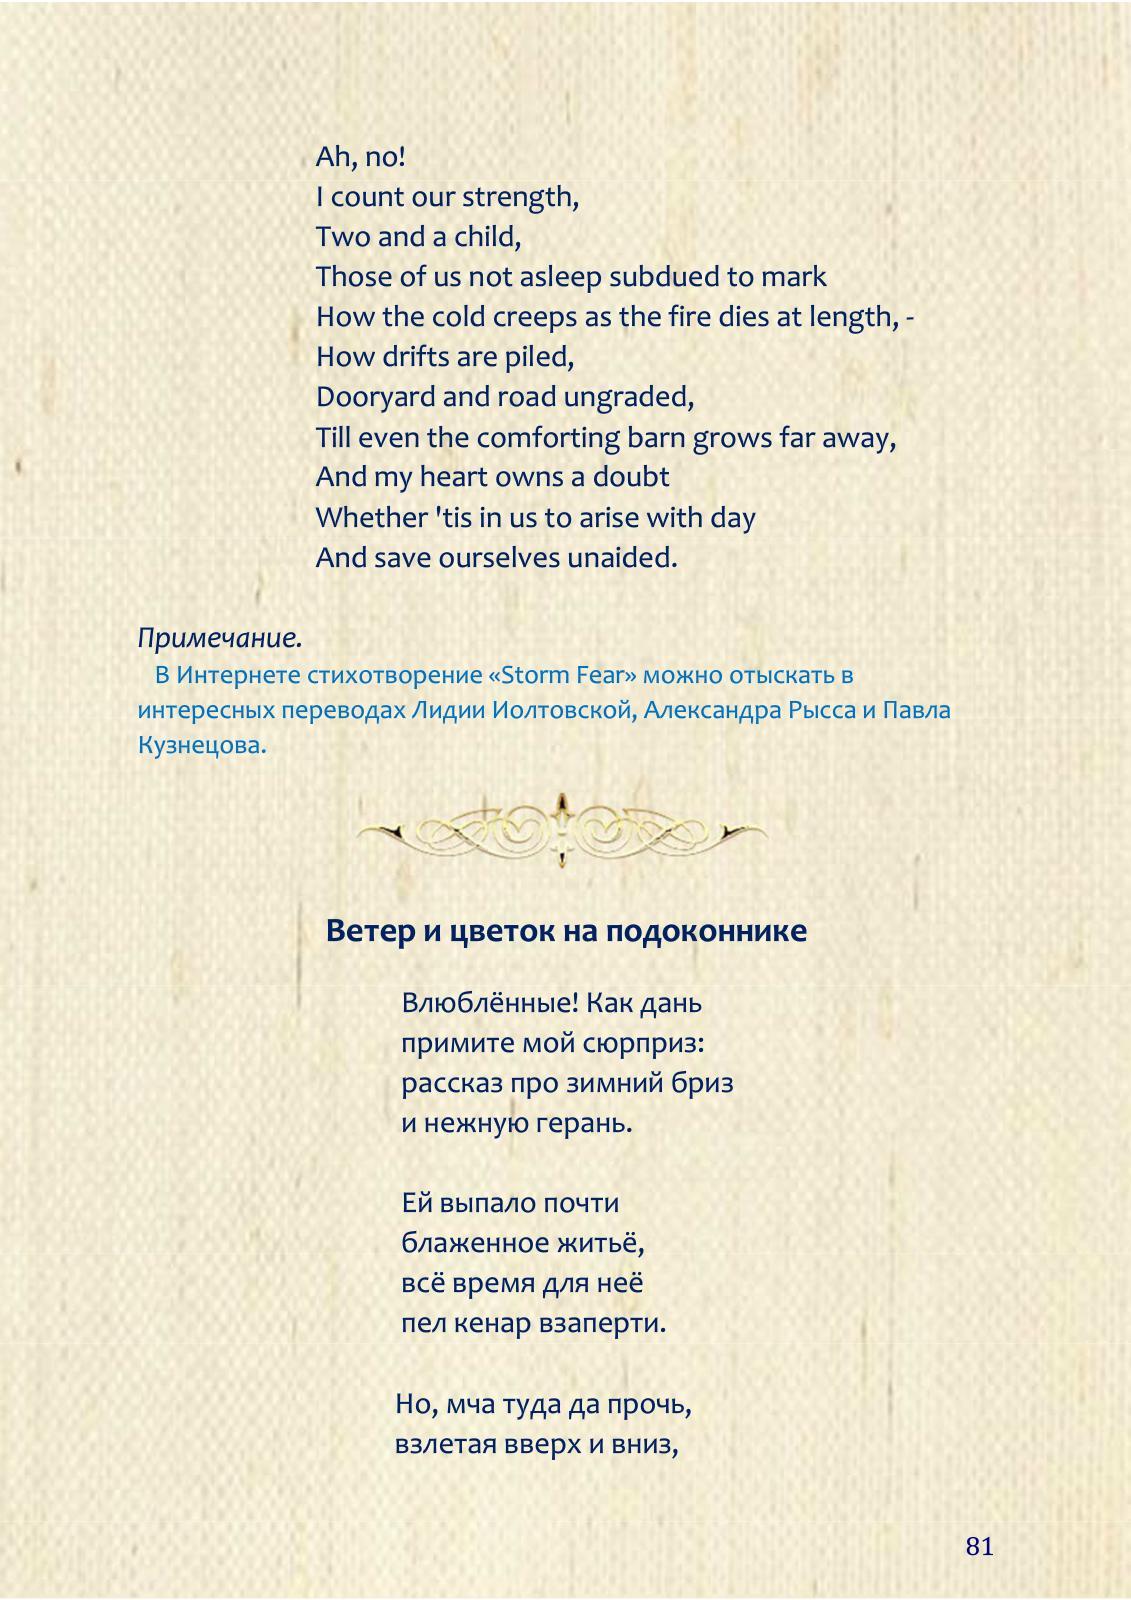 Ah, no!
I count our strength,
Two and a child,
Those of us not asleep subdued to mark
How the cold creeps as the fire dies at length, -
How drifts are piled,
Dooryard and road ungraded,
Till even the comforting barn grows far away,
And my heart owns a doubt
Whether 'tis in us to arise with day
And save ourselves unaided.
Примечание.
В Интернете стихотворение «Storm Fear» можно отыскать в
интересных переводах Лидии Иолтовской, Александра Рысса и Павла
Кузнецова.
Ветер и цветок на подоконнике
Влюблённые! Как дань
примите мой сюрприз:
рассказ про зимний бриз
и нежную герань.
Ей выпало почти
блаженное житьё,
всё время для неё
пел кенар взаперти.
Но, мча туда да прочь,
взлетая вверх и вниз,
81